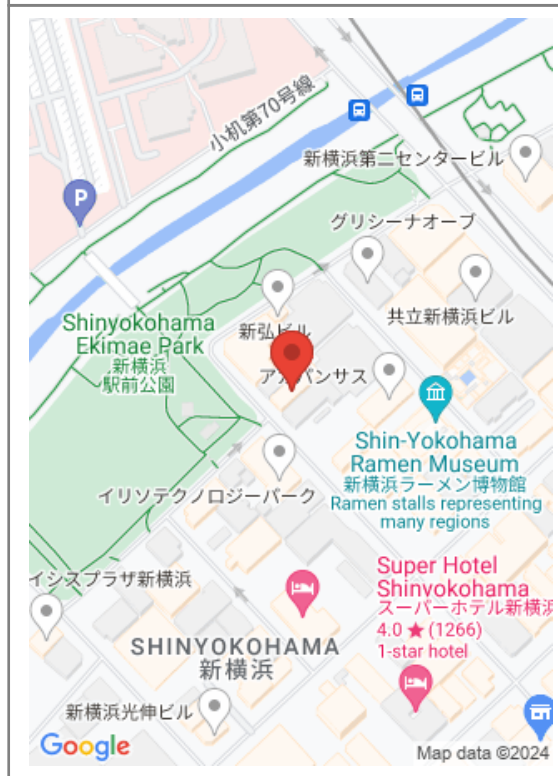 小机第70号線
新横浜第二センタービル
P
グリシーナオーブ
共立新横浜ビル
Shinyokohama
Ekimae Park
新横浜
駅前公園
新弘ビル
Shin-Yokohama
Ramen Museum
新横浜ラーメン博物館
Ramen stalls representing
many regions
イリソテクノロジーパーク
イシスプラザ新横浜
Super Hotel
Shinyokohama
スーパーホテル新横浜
4.0 ★ (1266)
1-star hotel
SHINYOKOHAMA
新横浜
新横浜光伸ビル
Google
Map data ©2024